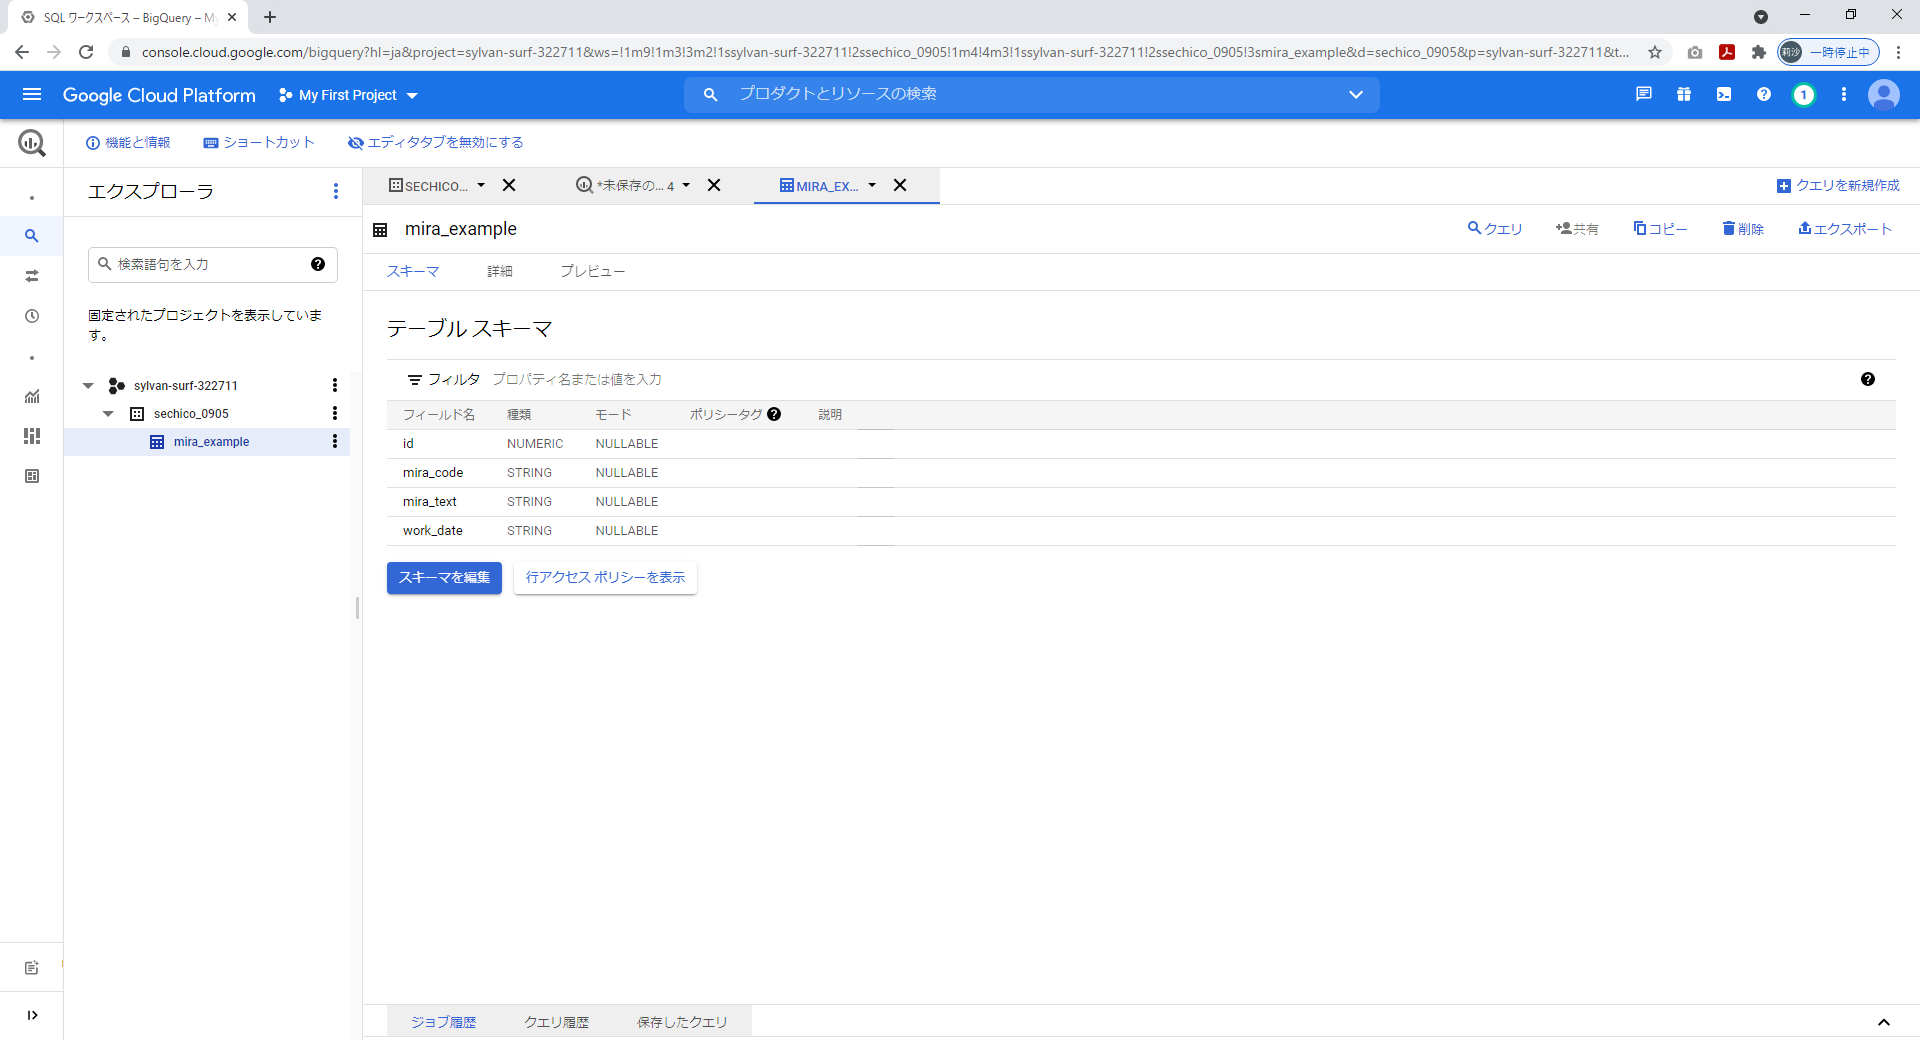 SQL ワークスペース – BigQuery – My
console.cloud.google.com/bigquery?hl=ja&project=sylvan-surf-322711&ws=!1m9!1m3!3m2!1ssylvan-surf-322711!2ssechico_0905!1m4!4m3!1ssylvan-surf-322711!2ssechico_0905!3smira_example&d=sechico_0905&p=sylvan-surf-322711&t...
莉沙 一時停止中
Google Cloud Platform My First Project プロダクトとリソースの検索 1
機能と情報 ショートカット エディタタブを無効にする
エクスプローラ
SECHICO... *未保存の... 4 MIRA_EX... クエリを新規作成
mira_example クエリ 共有 コピー 削除 エクスポート
検索語句を入力
スキーマ 詳細 プレビュー
固定されたプロジェクトを表示していま
す。
sylvan-surf-322711
sechico_0905
mira_example
テーブル スキーマ
フィルタ プロパティ名または値を入力
フィールド名 種類 モード ポリシータグ 説明
id NUMERIC NULLABLE
mira_code STRING NULLABLE
mira_text STRING NULLABLE
work_date STRING NULLABLE
スキーマを編集 行アクセス ポリシーを表示
ジョブ履歴 クエリ履歴 保存したクエリ